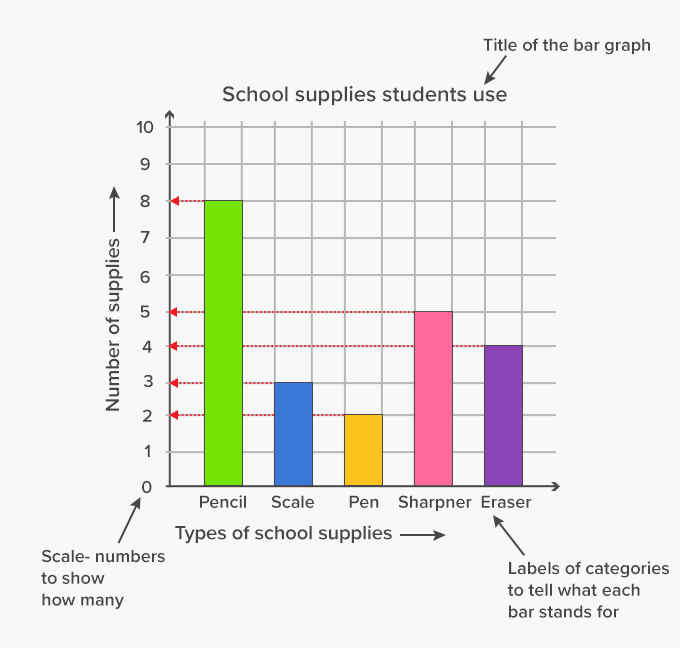 Title of the bar graph
School supplies students use
10
9
8
7
6
5
4
3
2
1
0
Number of supplies
Pencil Scale Pen Sharpner Eraser
Types of school supplies
Scale- numbers
to show
how many
Labels of categories
to tell what each
bar stands for